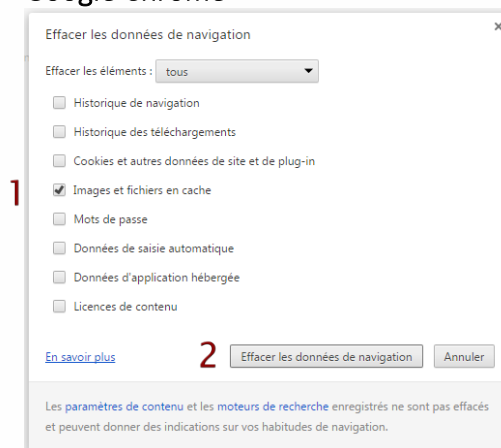 Google Chrome
Effacer les données de navigation
×
Effacer les éléments : tous
Historique de navigation
Historique des téléchargements
Cookies et autres données de site et de plug-in
1
Images et fichiers en cache
Mots de passe
Données de saisie automatique
Données d'application hébergée
Licences de contenu
En savoir plus 2 Effacer les données de navigation Annuler
Les paramètres de contenu et les moteurs de recherche enregistrés ne sont pas effacés
et peuvent donner des indications sur vos habitudes de navigation.